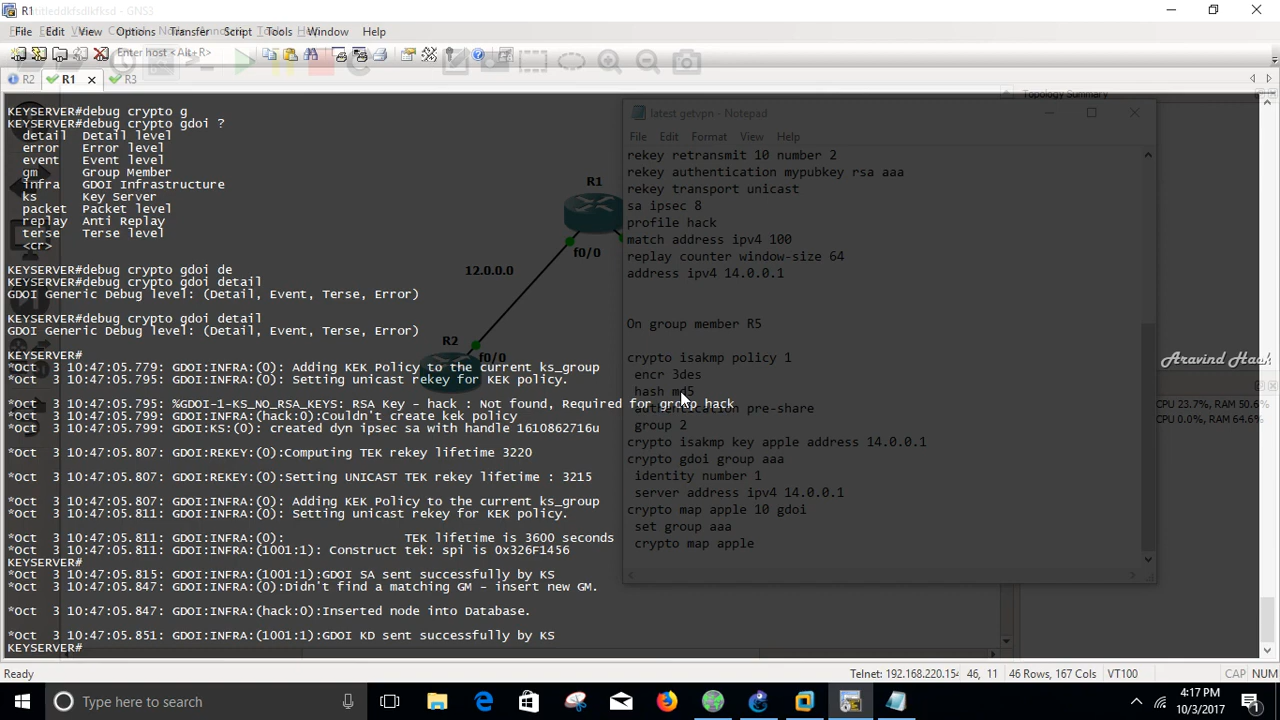 R1
Untitleddkfsdlkfksd - GNS3
File Edit View Options Transfer Script Tools Window Help
Enter host <Alt+R>
R2 R1 R3
KEYSERVER#debug crypto g
KEYSERVER#debug crypto gdoi ?
detail Detail level
error Error level
event Event level
gm Group Member
infra GDOI Infrastructure
ks Key Server
packet Packet level
replay Anti Replay
terse Terse level
<cr>
KEYSERVER#debug crypto gdoi de
KEYSERVER#debug crypto gdoi detail
GDOI Generic Debug level: (Detail, Event, Terse, Error)
KEYSERVER#debug crypto gdoi detail
GDOI Generic Debug level: (Detail, Event, Terse, Error)
KEYSERVER#
*Oct 3 10:47:05.779: GDOI:INFRA:(0): Adding KEK Policy to the current ks_group
*Oct 3 10:47:05.795: GDOI:INFRA:(0): Setting unicast rekey for KEK policy.
*Oct 3 10:47:05.795: %GDOI-1-KS_NO_RSA_KEYS: RSA Key - hack : Not found, Required for group hack
*Oct 3 10:47:05.799: GDOI:INFRA:(hack:0):Couldn't create kek policy
*Oct 3 10:47:05.799: GDOI:KS:(0): created dyn ipsec sa with handle 1610862716u
*Oct 3 10:47:05.807: GDOI:REKEY:(0):Computing TEK rekey lifetime 3220
*Oct 3 10:47:05.807: GDOI:REKEY:(0):Setting UNICAST TEK rekey lifetime : 3215
*Oct 3 10:47:05.807: GDOI:INFRA:(0): Adding KEK Policy to the current ks_group
*Oct 3 10:47:05.811: GDOI:INFRA:(0): Setting unicast rekey for KEK policy.
*Oct 3 10:47:05.811: GDOI:INFRA:(0): TEK lifetime is 3600 seconds
*Oct 3 10:47:05.811: GDOI:INFRA:(1001:1): Construct tek: spi is 0x326F1456
KEYSERVER#
*Oct 3 10:47:05.815: GDOI:INFRA:(1001:1):GDOI SA sent successfully by KS
*Oct 3 10:47:05.847: GDOI:INFRA:(0):Didn't find a matching GM - insert new GM.
*Oct 3 10:47:05.847: GDOI:INFRA:(hack:0):Inserted node into Database.
*Oct 3 10:47:05.851: GDOI:INFRA:(1001:1):GDOI KD sent successfully by KS
KEYSERVER#
R1
f0/0
12.0.0.0
R2
f0/0
latest getvpn - Notepad
File Edit Format View Help
rekey retransmit 10 number 2
rekey authentication mypubkey rsa aaa
rekey transport unicast
sa ipsec 8
profile hack
match address ipv4 100
replay counter window-size 64
address ipv4 14.0.0.1
On group member R5
crypto isakmp policy 1
encr 3des
hash md5
authentication pre-share
group 2
crypto isakmp key apple address 14.0.0.1
crypto gdoi group aaa
identity number 1
server address ipv4 14.0.0.1
crypto map apple 10 gdoi
set group aaa
crypto map apple
Topology Summary
Aravind Hack
CPU 23.7%, RAM 50.6%
CPU 0.0%, RAM 64.6%
Ready
Telnet: 192.168.220.154 46, 11 46 Rows, 167 Cols VT100 CAP NUM
Type here to search
4:17 PM
10/3/2017